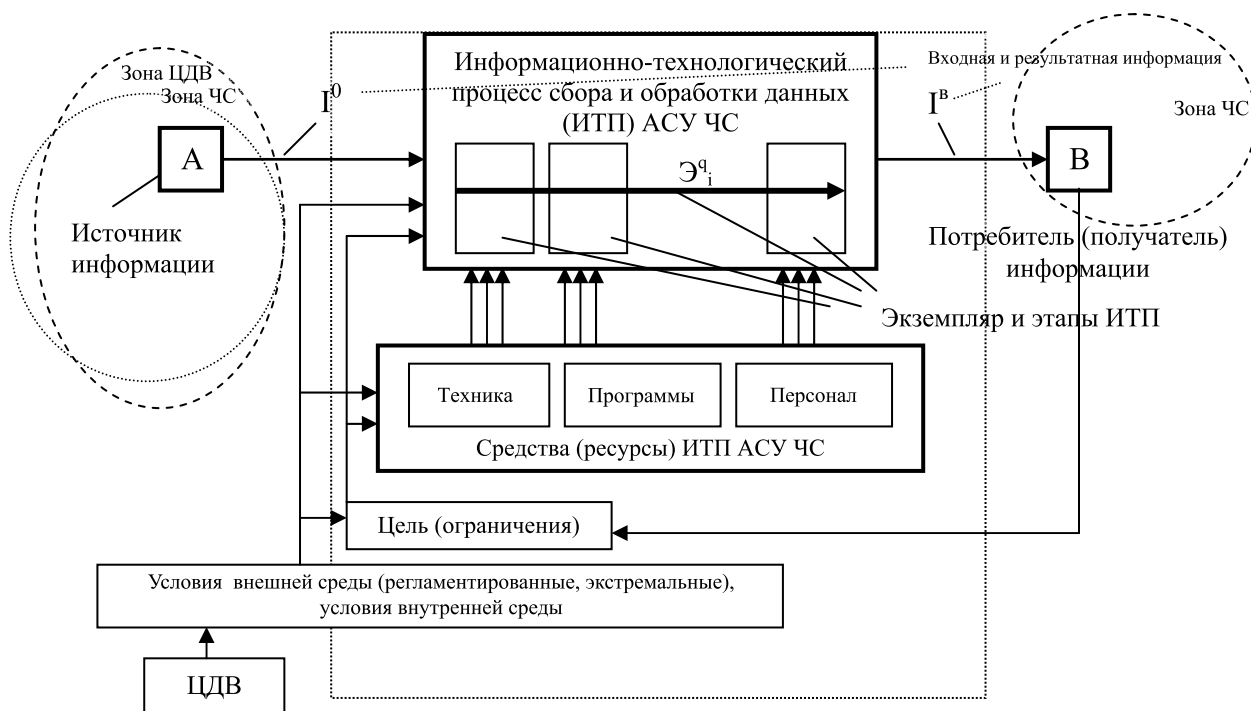 Зона ЦДВ
Зона ЧС
I⁰
А
Источник
информации
Информационно-технологический
процесс сбора и обработки данных
(ИТП) АСУ ЧС
Э^q_i
Входная и результатная информация
I^в
Зона ЧС
В
Потребитель (получатель)
информации
Экземпляр и этапы ИТП
Техника
Программы
Персонал
Средства (ресурсы) ИТП АСУ ЧС
Цель (ограничения)
Условия внешней среды (регламентированные, экстремальные),
условия внутренней среды
ЦДВ